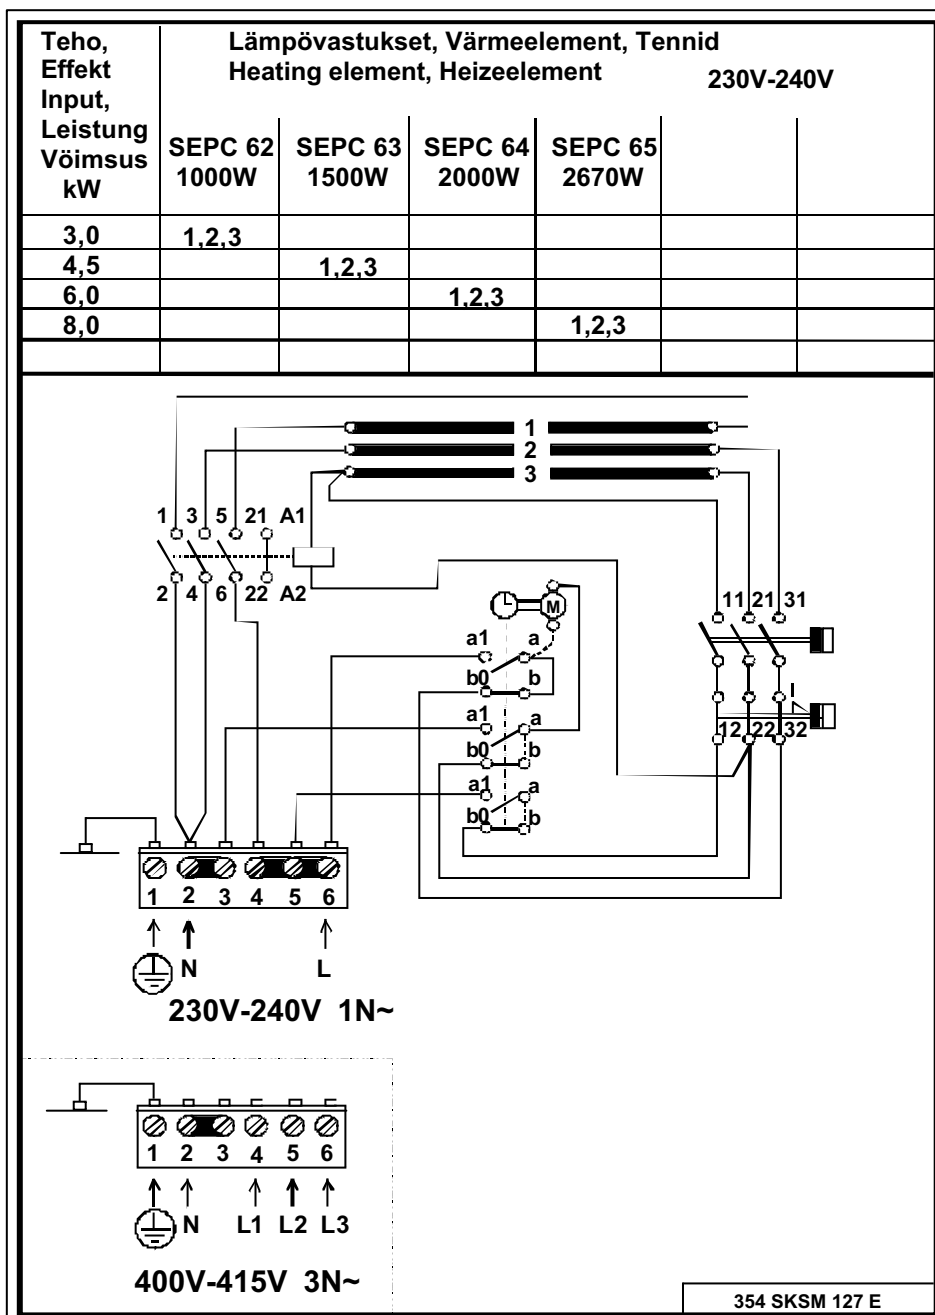 Teho,
Effekt
Input,
Leistung
Vöimsus
kW
Lämpövastukset, Värmeelement, Tennid
Heating element, Heizeelement
230V-240V
SEPC 62
1000W
SEPC 63
1500W
SEPC 64
2000W
SEPC 65
2670W
3,0 1,2,3
4,5 1,2,3
6,0 1,2,3
8,0 1,2,3
1
2
3
1 3 5 21 A1
2 4 6 22 A2
M
a1 a
b0 b
a1 a
b0 b
a1 a
b0 b
11 21 31
12 22 32
1 2 3 4 5 6
N L
230V-240V 1N~
1 2 3 4 5 6
N L1 L2 L3
400V-415V 3N~
354 SKSM 127 E